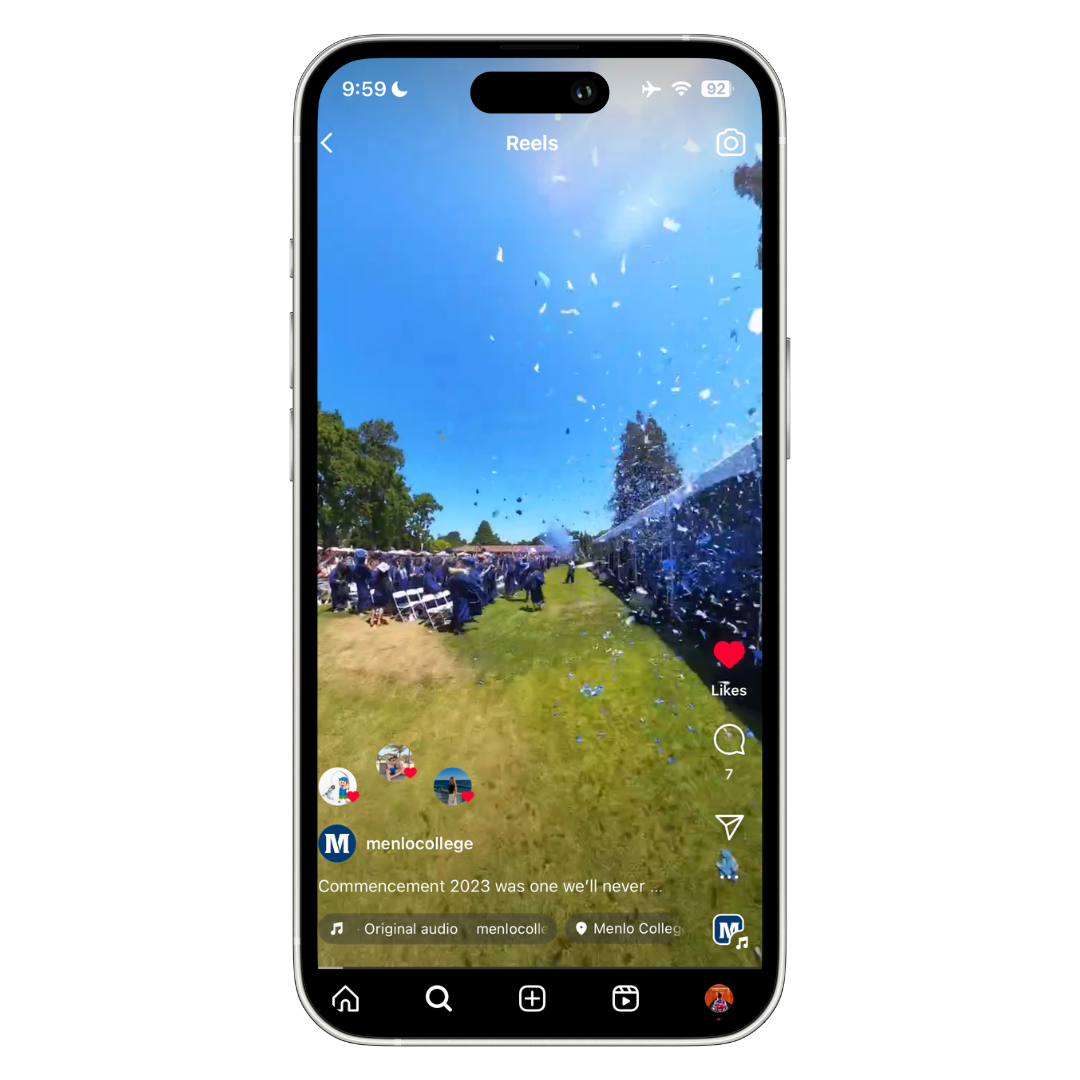 9:59
92
Reels
Likes
7
M menlocollege
Commencement 2023 was one we'll never ...
Original audio menlocolle
Menlo Colleg
M